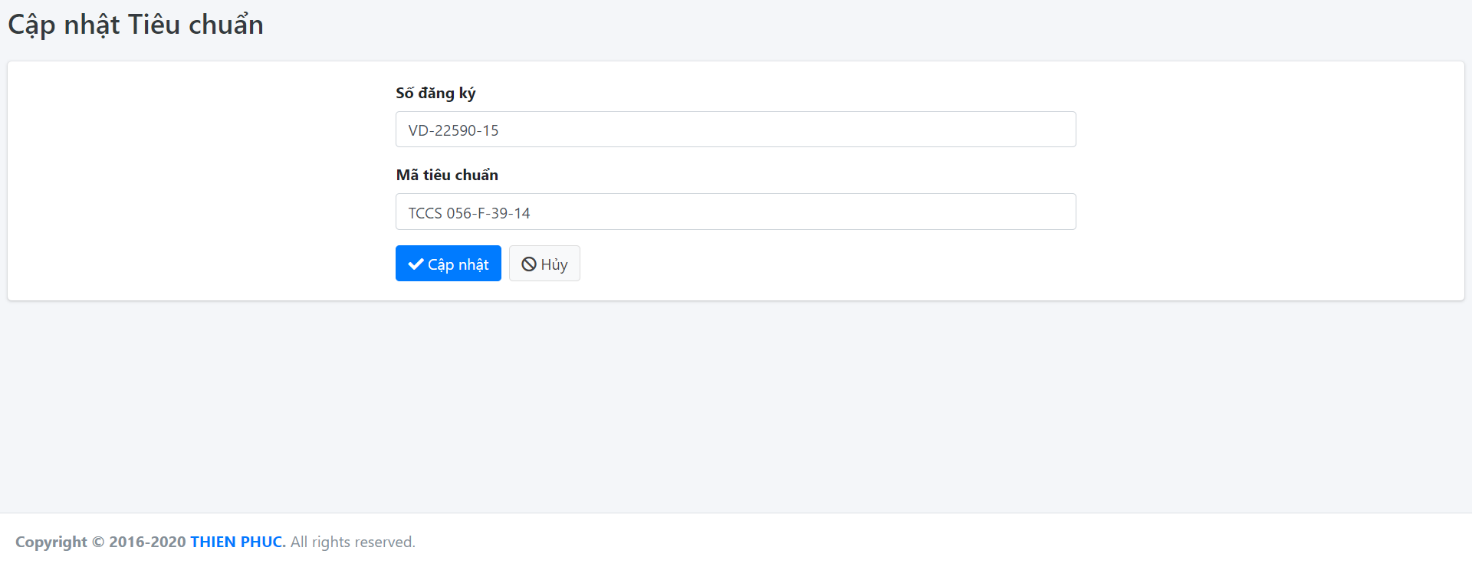 Cập nhật Tiêu chuẩn
Số đăng ký
VD-22590-15
Mã tiêu chuẩn
TCCS 056-F-39-14
Cập nhật Hủy
Copyright © 2016-2020 THIEN PHUC. All rights reserved.